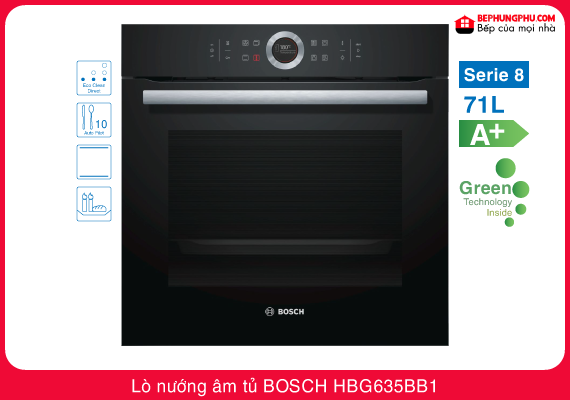 BEPHUNGPHU.COM
Bếp của mọi nhà
Serie 8
71L
A+
Green
Technology
Inside
Eco Clean
Direct
10
Auto Pilot
BOSCH
Lò nướng âm tủ BOSCH HBG635BB1